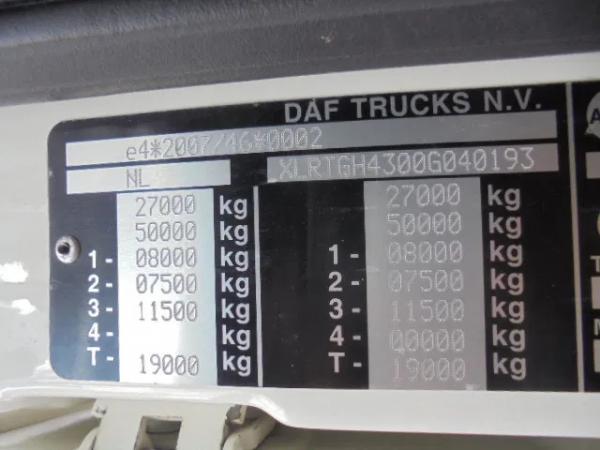 DAF TRUCKS N.V.
e4*2007/46*0002
NL XLRTGH4300G040193
27000 kg 27000 kg
50000 kg 50000 kg
1- 08000 kg 1- 08000 kg
2- 07500 kg 2- 07500 kg
3- 11500 kg 3- 11500 kg
4- kg 4- 00000 kg
T- 19000 kg T- 19000 kg